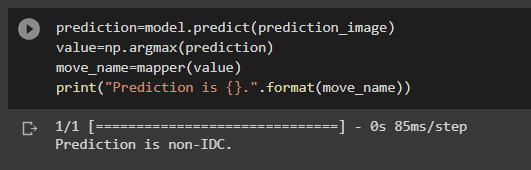 prediction=model.predict(prediction_image)
value=np.argmax(prediction)
move_name=mapper(value)
print("Prediction is {}.".format(move_name))
1/1 [==============================] - 0s 85ms/step
Prediction is non-IDC.